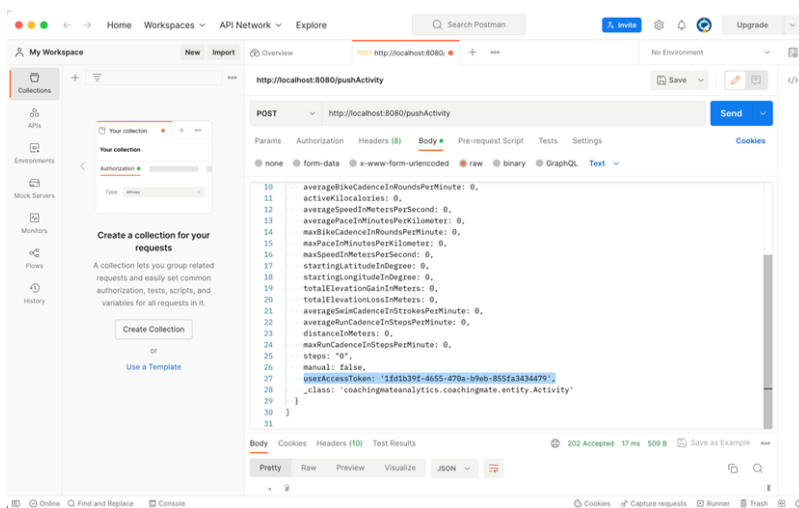 Home Workspaces API Network Explore Search Postman Invite Upgrade
My Workspace New Import Overview POST http://localhost:8080/ No Environment
Collections
APIs
Environments
Mock Servers
Monitors
Flows
History
Your collection
Your collection
Authorization
Type API Key
Create a collection for your
requests
A collection lets you group related
requests and easily set common
authorization, tests, scripts, and
variables for all requests in it.
Create Collection
or
Use a Template
http://localhost:8080/pushActivity Save
POST http://localhost:8080/pushActivity Send
Params Authorization Headers (8) Body Pre-request Script Tests Settings Cookies
none form-data x-www-form-urlencoded raw binary GraphQL Text
10 averageBikeCadenceInRoundsPerMinute: 0,
11 activeKilocalories: 0,
12 averageSpeedInMetersPerSecond: 0,
13 averagePaceInMinutesPerKilometer: 0,
14 maxBikeCadenceInRoundsPerMinute: 0,
15 maxPaceInMinutesPerKilometer: 0,
16 maxSpeedInMetersPerSecond: 0,
17 startingLatitudeInDegree: 0,
18 startingLongitudeInDegree: 0,
19 totalElevationGainInMeters: 0,
20 totalElevationLossInMeters: 0,
21 averageSwimCadenceInStrokesPerMinute: 0,
22 averageRunCadenceInStepsPerMinute: 0,
23 distanceInMeters: 0,
24 maxRunCadenceInStepsPerMinute: 0,
25 steps: "0",
26 manual: false,
27 userAccessToken: '1fd1b39f-4655-470a-b9eb-855fa3434479',
28 _class: 'coachingmateanalytics.coachingmate.entity.Activity'
29 }
30 ]
31
Body Cookies Headers (10) Test Results 202 Accepted 17 ms 509 B Save as Example
Pretty Raw Preview Visualize JSON
Online Find and Replace Console Cookies Capture requests Runner Trash